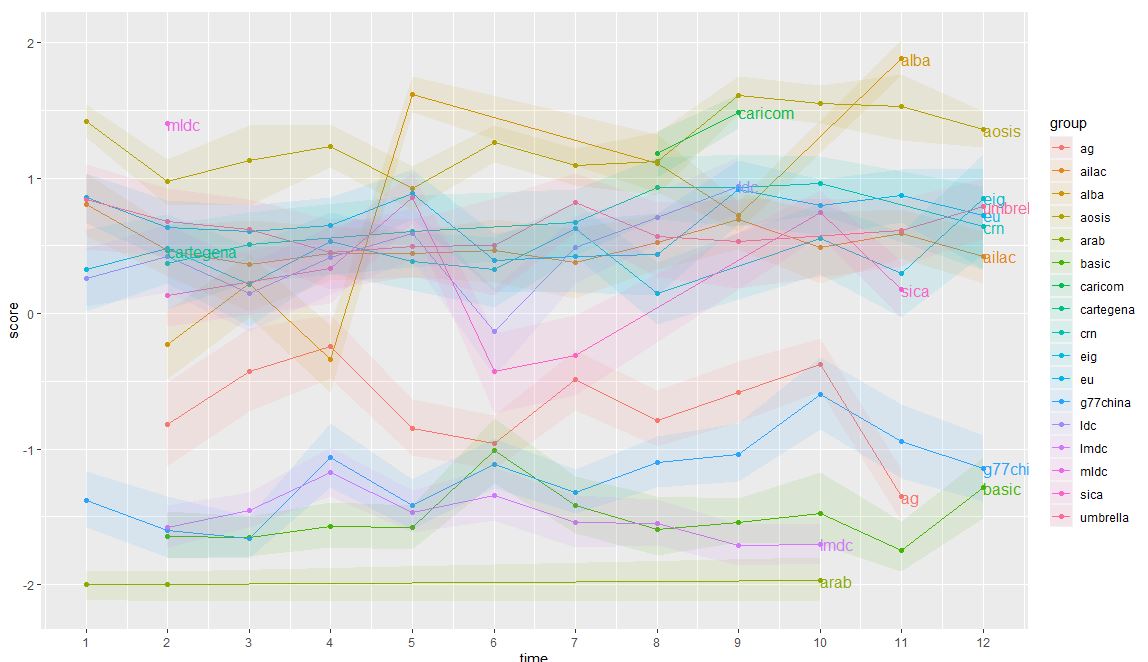 2
alba
group
caricom
mldc
aosis
ag
ailac
alba
1
ldc
eig
aosis
umbrel
eu
arab
crn
cartegena
basic
ailac
caricom
sica
cartegena
score
0
crn
eig
eu
g77china
-1
ldc
g77chi
lmdc
basic
ag
mldc
sica
lmdc
umbrella
arab
-2
1 2 3 4 5 6 7 8 9 10 11 12
time